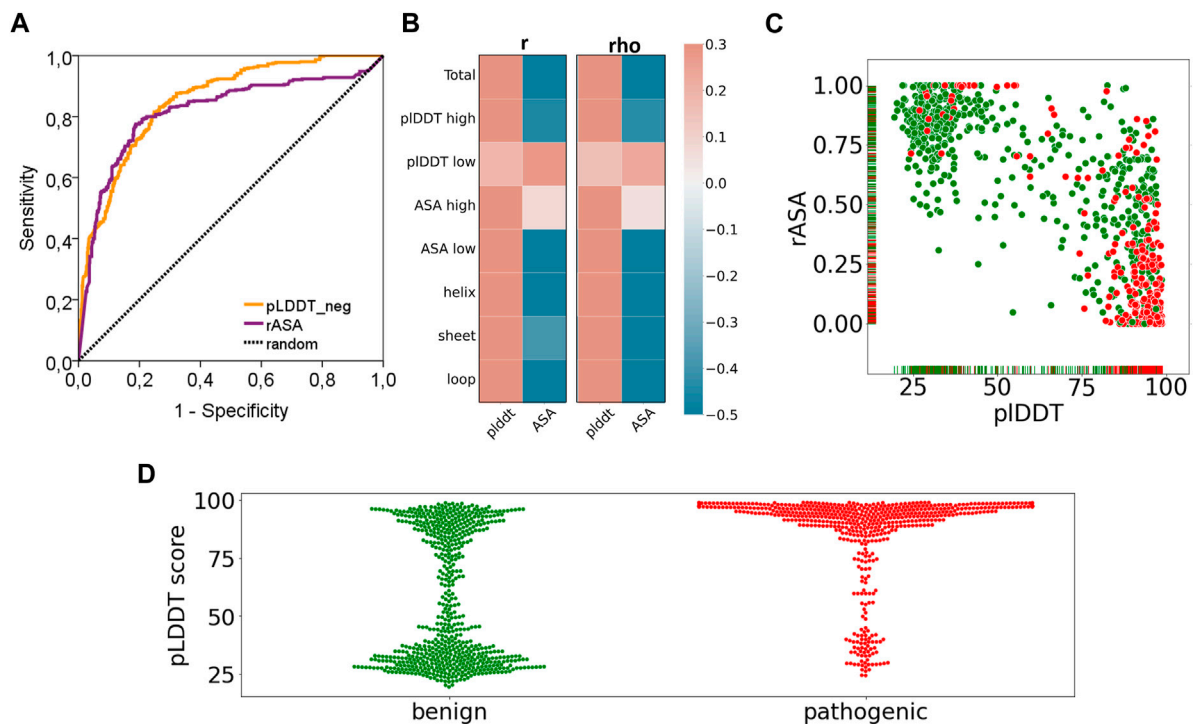 A
1,0
0,8
0,6
0,4
0,2
0,0
Sensitivity
pLDDT_neg
rASA
random
0,0 0,2 0,4 0,6 0,8 1,0
1 - Specificity
B
r rho
Total
plDDT high
plDDT low
ASA high
ASA low
helix
sheet
loop
plddt ASA plddt ASA
0.3
0.2
0.1
0.0
−0.1
−0.2
−0.3
−0.4
−0.5
C
1.00
0.75
0.50
0.25
0.00
rASA
25 50 75 100
plDDT
D
100
75
50
25
pLDDT score
benign pathogenic